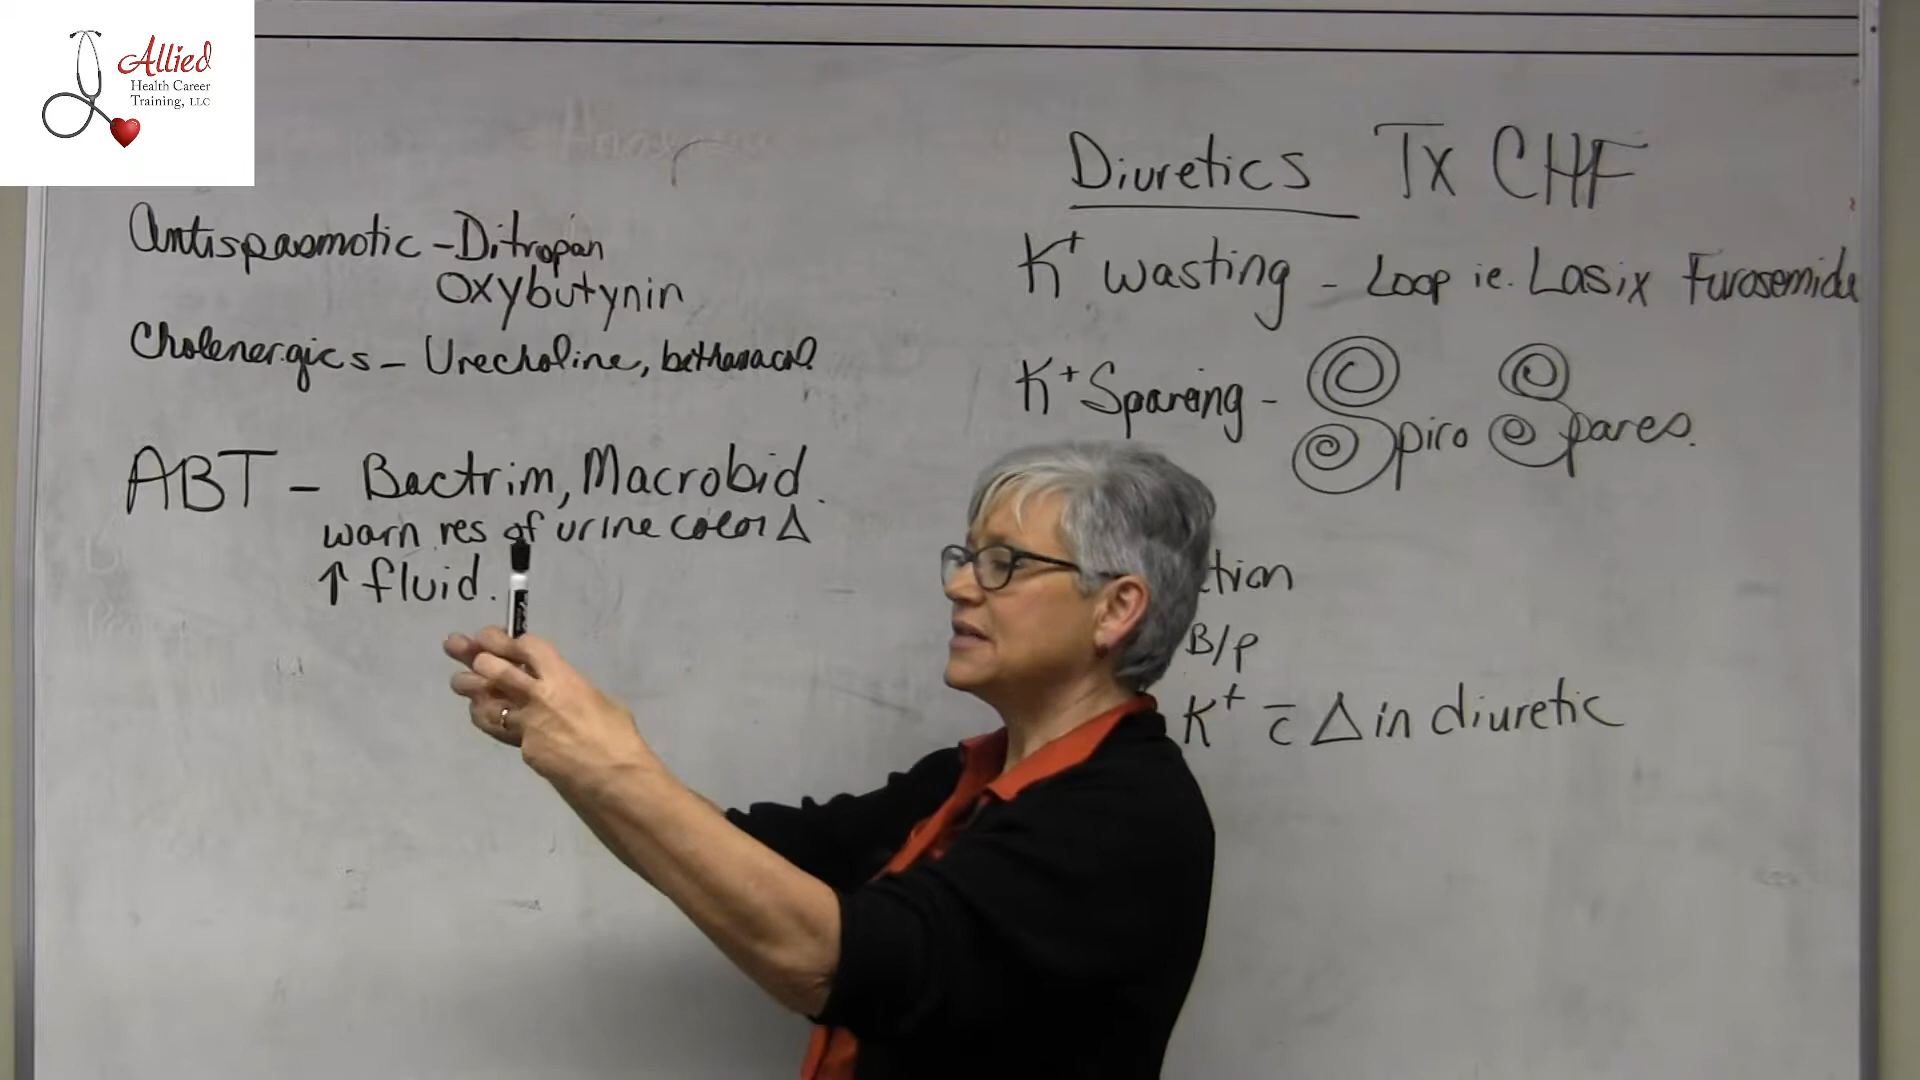 Allied
Health Career
Training, LLC
Antispasmotic - Ditropan
Oxybutynin
Cholenergics - Urecholine, bethanacol
ABT - Bactrim, Macrobid.
warn res of urine color Δ
↑ fluid.
Diuretics Tx CHF
K+ wasting - Loop ie. Lasix Furosemide
K+ Spareing - Spiro Spares.
tion
B/p
K+ c̄ Δ in diuretic